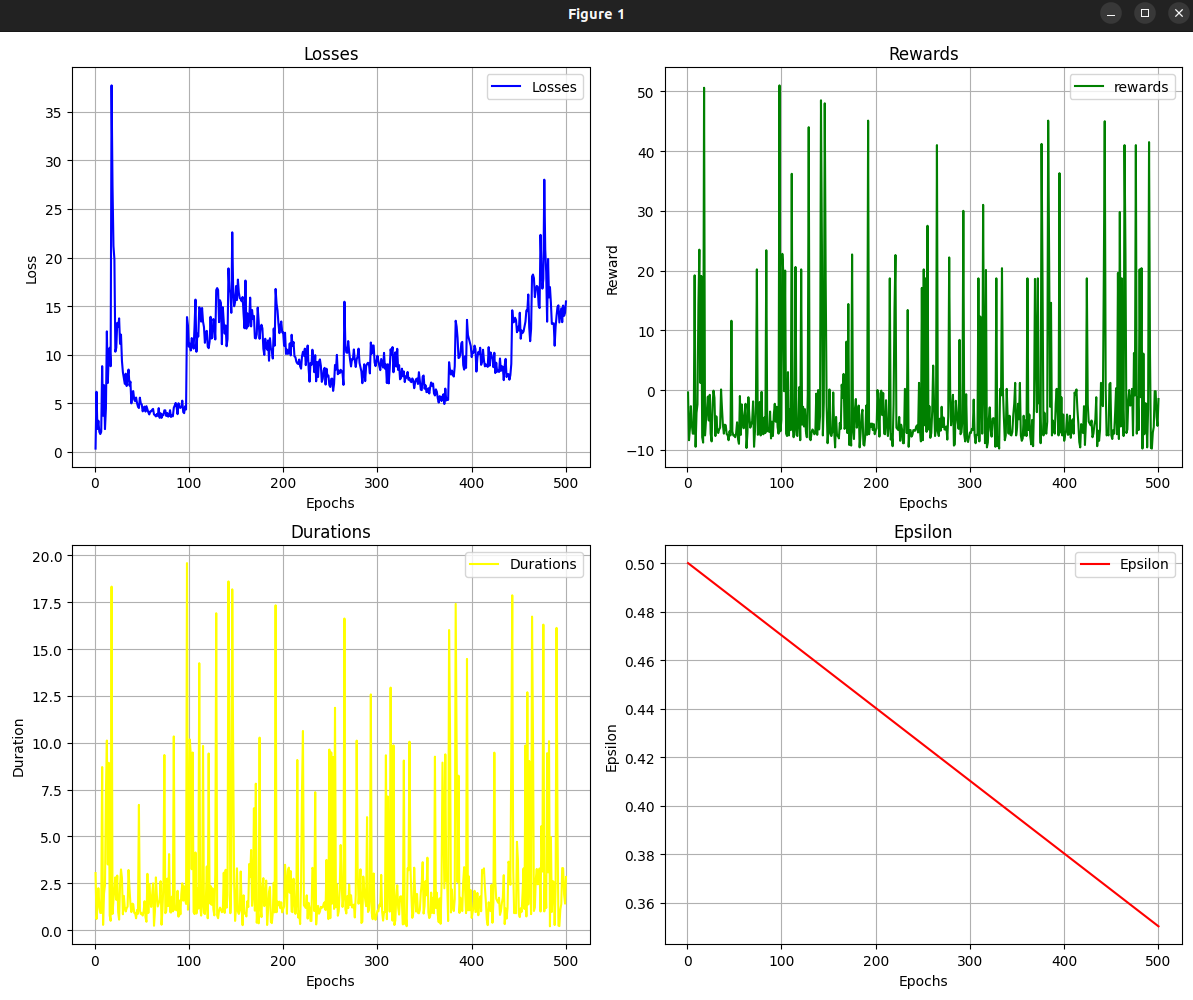 Figure 1
Losses
Losses
35
30
25
20
15
10
5
0
Loss
0 100 200 300 400 500
Epochs
Rewards
rewards
50
40
30
20
10
0
−10
Reward
0 100 200 300 400 500
Epochs
Durations
Durations
20.0
17.5
15.0
12.5
10.0
7.5
5.0
2.5
0.0
Duration
0 100 200 300 400 500
Epochs
Epsilon
Epsilon
0.50
0.48
0.46
0.44
0.42
0.40
0.38
0.36
Epsilon
0 100 200 300 400 500
Epochs